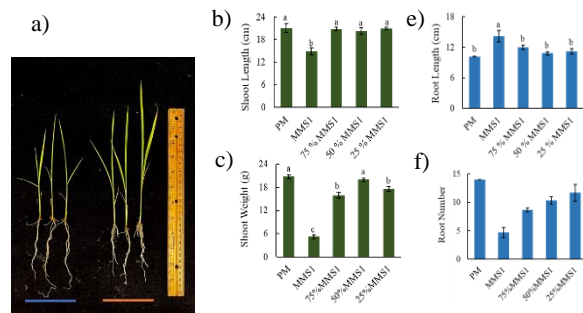 a)
b)
Shoot Length (cm)
24
18
12
6
0
a
b
a
a
a
PM
MMS1
75 % MMS1
50 % MMS1
25 % MMS1
e)
Root Length (cm)
18
12
6
0
b
a
b
b
b
PM
MMS1
75 % MMS1
50 % MMS1
25 % MMS1
c)
Shoot Weight (g)
24
18
12
6
0
a
c
b
a
b
PM
MMS1
75%MMS1
50%MMS1
25%MMS1
f)
Root Number
15
10
5
0
PM
MMS1
75%MMS1
50%MMS1
25%MMS1